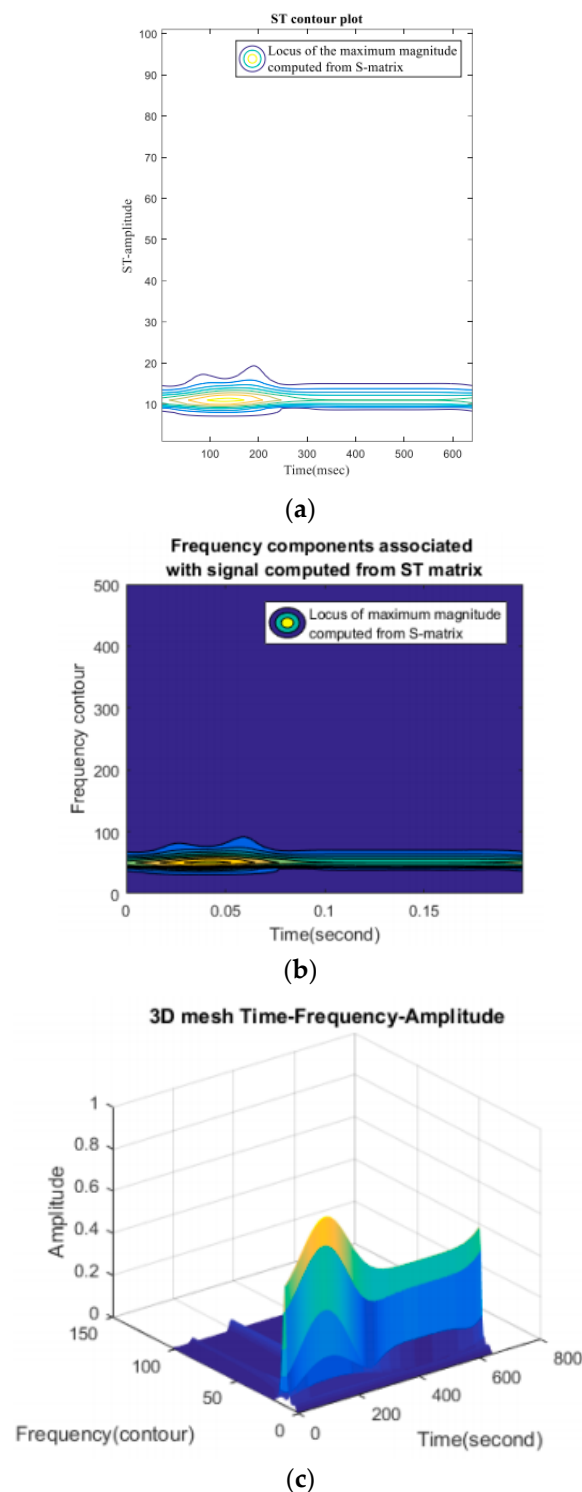 ST contour plot
100
90
80
70
60
50
40
30
20
10
ST-amplitude
Locus of the maximum magnitude
computed from S-matrix
100 200 300 400 500 600
Time(msec)
(a)
Frequency components associated
with signal computed from ST matrix
500
400
300
200
100
0
Frequency contour
Locus of maximum magnitude
computed from S-matrix
0 0.05 0.1 0.15
Time(second)
(b)
3D mesh Time-Frequency-Amplitude
1
0.8
0.6
0.4
0.2
0
Amplitude
150
100
50
0
Frequency(contour)
0
200
400
600
800
Time(second)
(c)